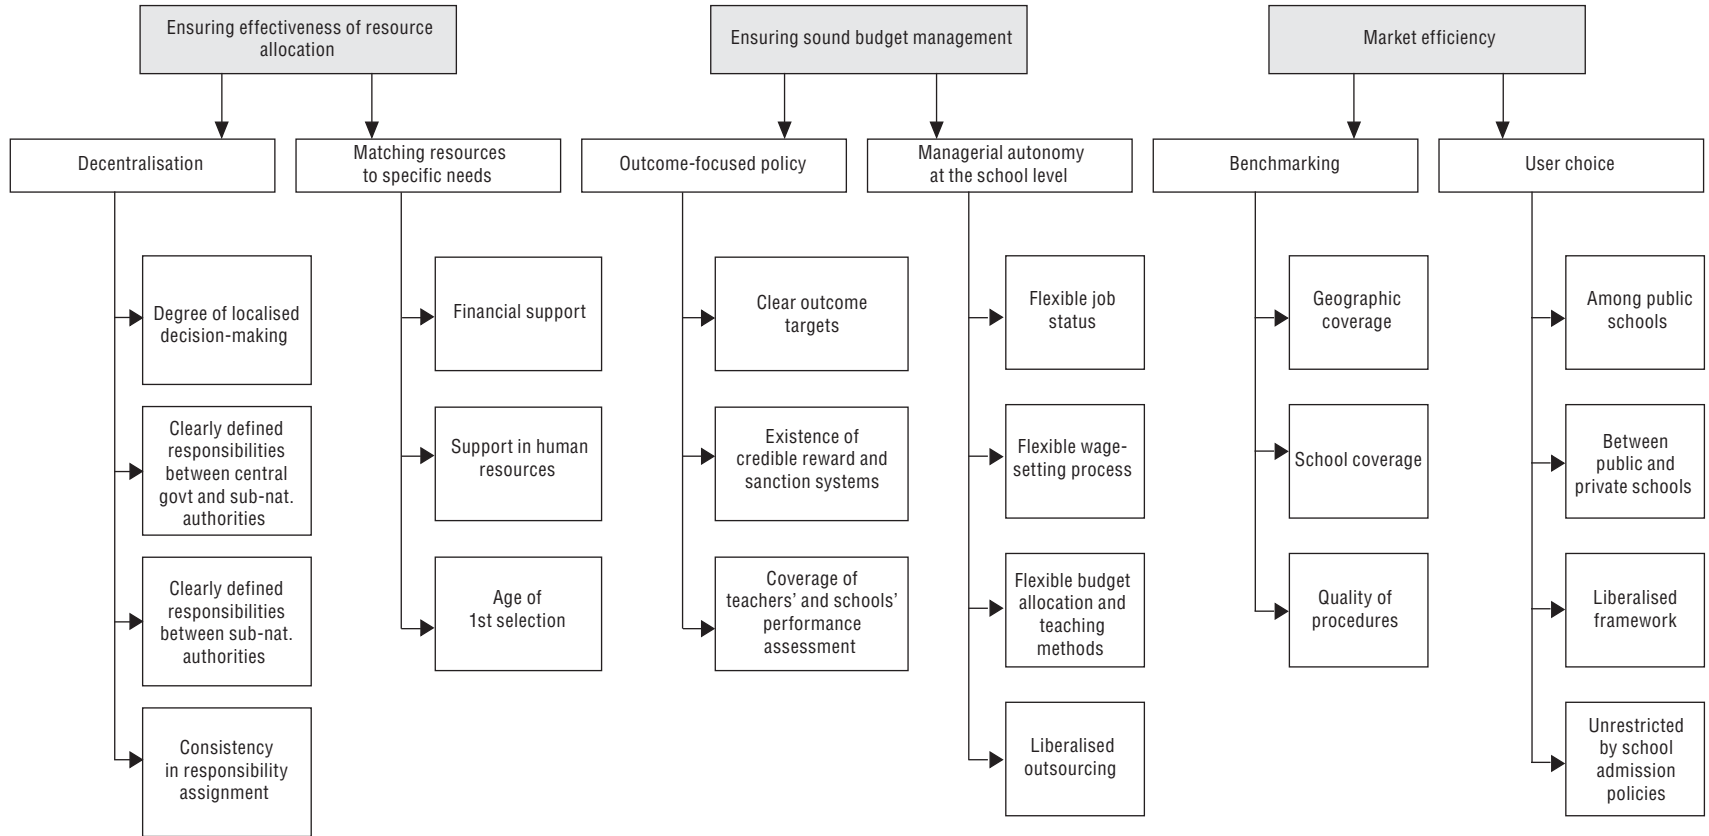 Ensuring effectiveness of resource
allocation
Ensuring sound budget management
Market efficiency
Decentralisation
Matching resources
to specific needs
Outcome-focused policy
Managerial autonomy
at the school level
Benchmarking
User choice
Degree of localised
decision-making
Clearly defined
responsibilities
between central
govt and sub-nat.
authorities
Clearly defined
responsibilities
between sub-nat.
authorities
Consistency
in responsibility
assignment
Financial support
Support in human
resources
Age of
1st selection
Clear outcome
targets
Existence of
credible reward and
sanction systems
Coverage of
teachers’ and schools’
performance
assessment
Flexible job
status
Flexible wage-
setting process
Flexible budget
allocation and
teaching
methods
Liberalised
outsourcing
Geographic
coverage
School coverage
Quality of
procedures
Among public
schools
Between
public and
private schools
Liberalised
framework
Unrestricted
by school
admission
policies